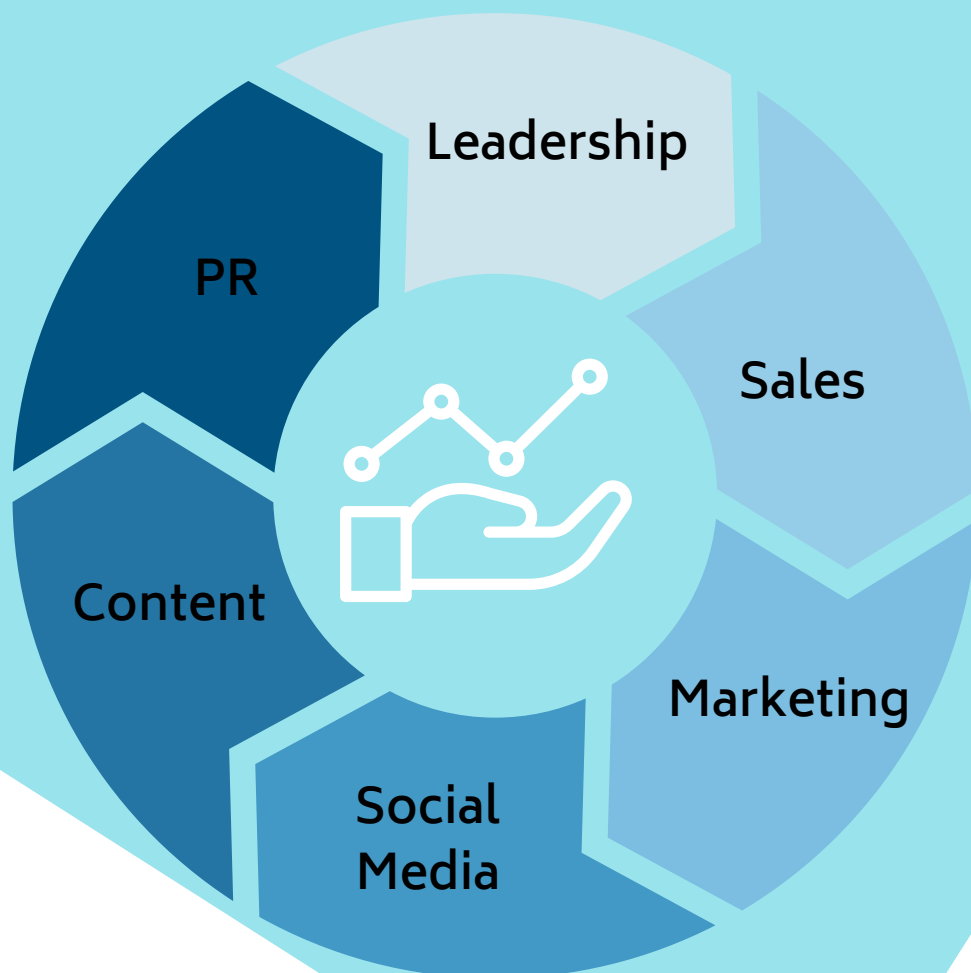 Leadership
Sales
Marketing
Social
Media
Content
PR